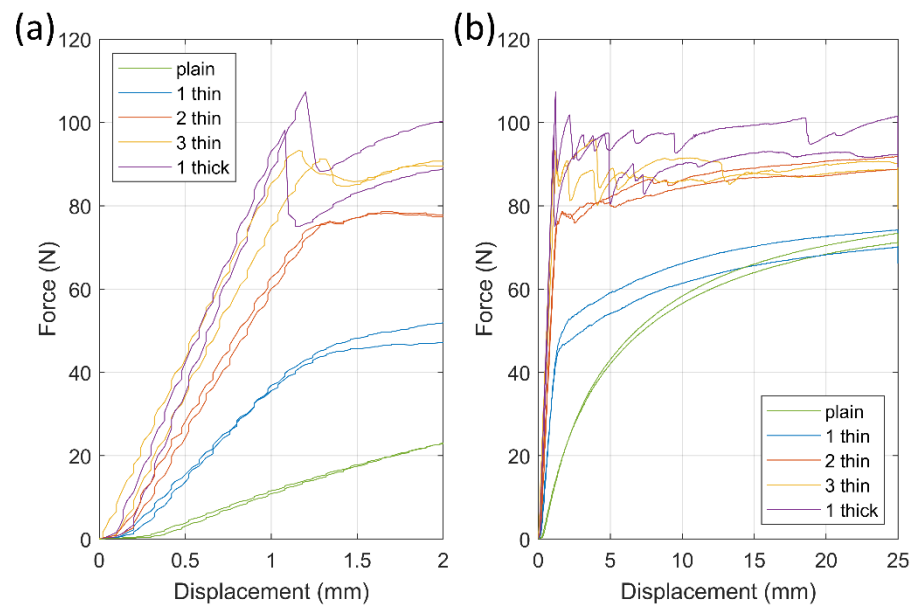 (a)
120
100
80
60
40
20
0
Force (N)
plain
1 thin
2 thin
3 thin
1 thick
0 0.5 1 1.5 2
Displacement (mm)
(b)
120
100
80
60
40
20
0
Force (N)
plain
1 thin
2 thin
3 thin
1 thick
0 5 10 15 20 25
Displacement (mm)